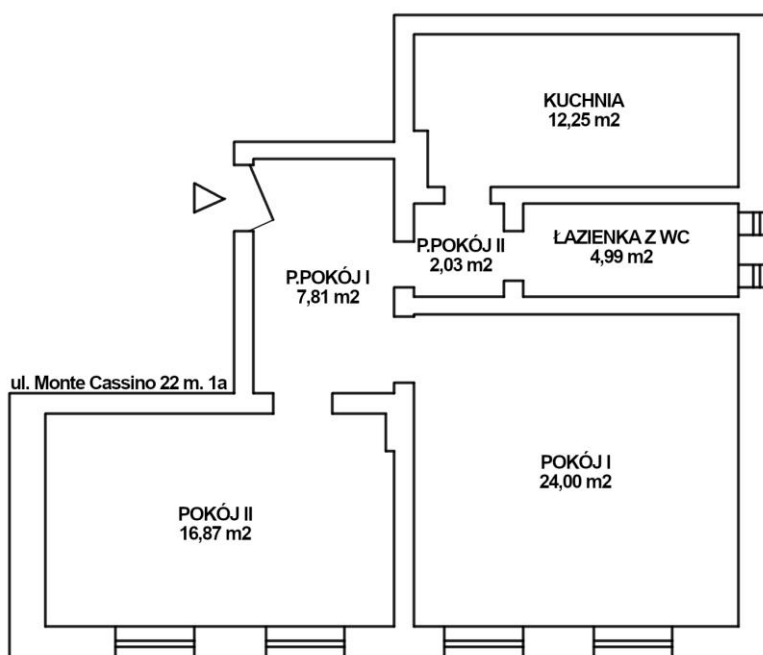 KUCHNIA
12,25 m2
P.POKÓJ II
2,03 m2
ŁAZIENKA Z WC
4,99 m2
P.POKÓJ I
7,81 m2
ul. Monte Cassino 22 m. 1a
POKÓJ I
24,00 m2
POKÓJ II
16,87 m2